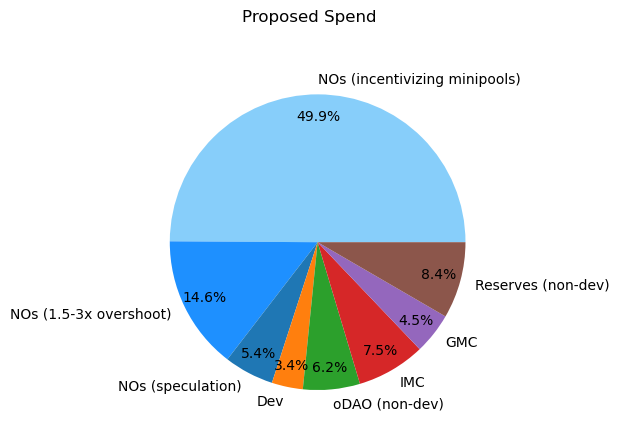 Proposed Spend
NOs (incentivizing minipools)
49.9%
8.4%
Reserves (non-dev)
14.6%
NOs (1.5-3x overshoot)
4.5%
GMC
5.4%
3.4%
6.2%
7.5%
NOs (speculation)
Dev
oDAO (non-dev)
IMC